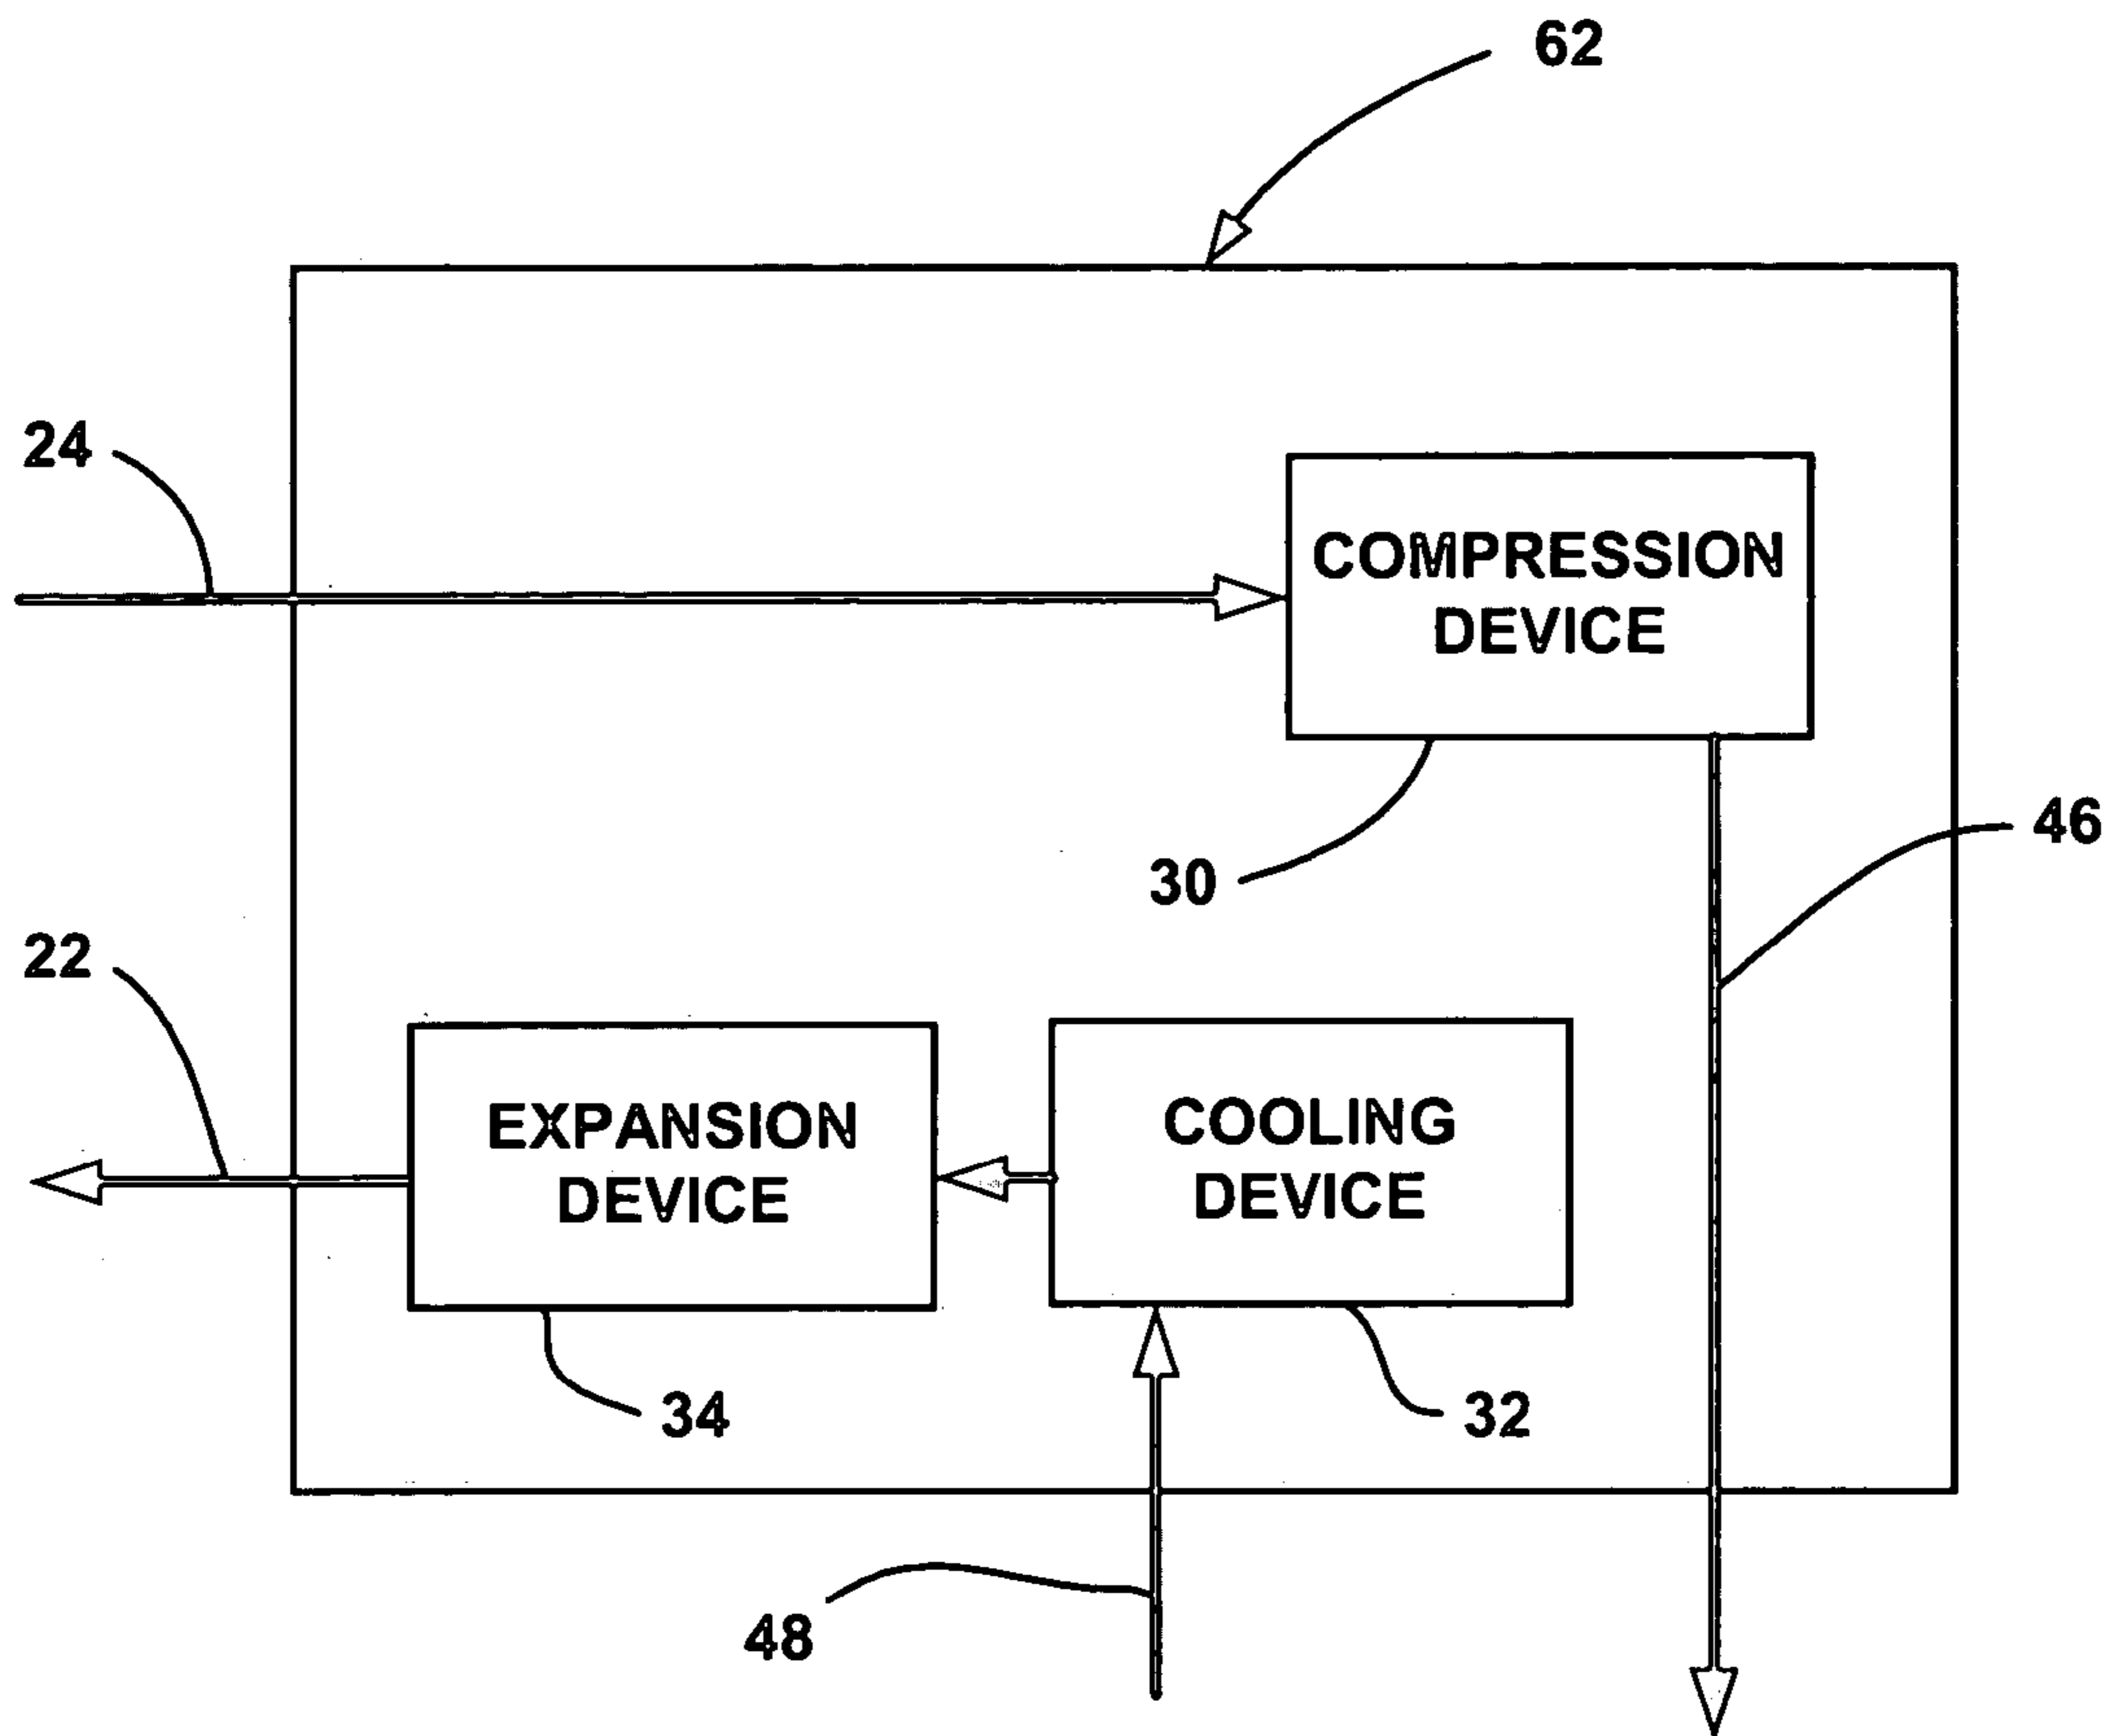 62
24
COMPRESSION
DEVICE
46
30
22
EXPANSION
DEVICE
COOLING
DEVICE
34
32
48